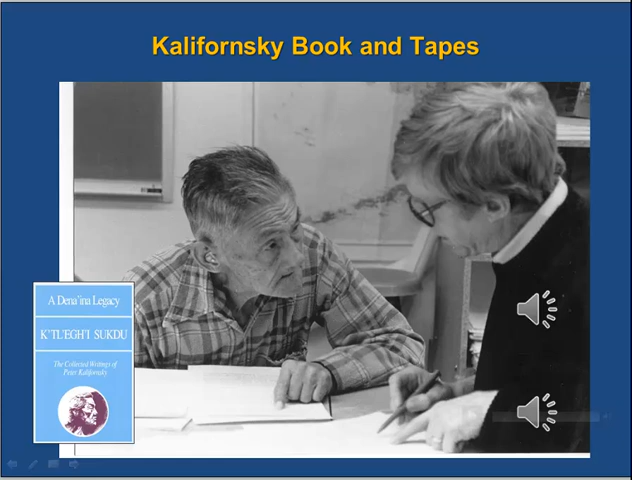 Kalifornsky Book and Tapes
A Dena'ina Legacy
K'TL'EGH'I SUKDU
The Collected Writings of
Peter Kalifornsky